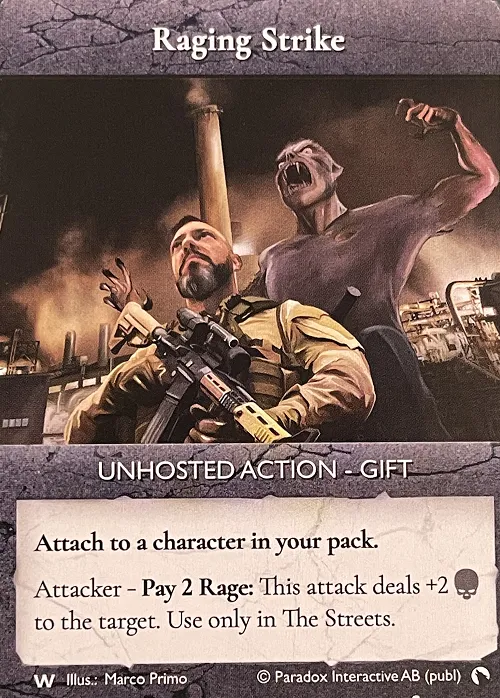 Raging Strike
UNHOSTED ACTION - GIFT
Attach to a character in your pack.
Attacker - Pay 2 Rage: This attack deals +2
to the target. Use only in The Streets.
W Illus.: Marco Primo © Paradox Interactive AB (publ)